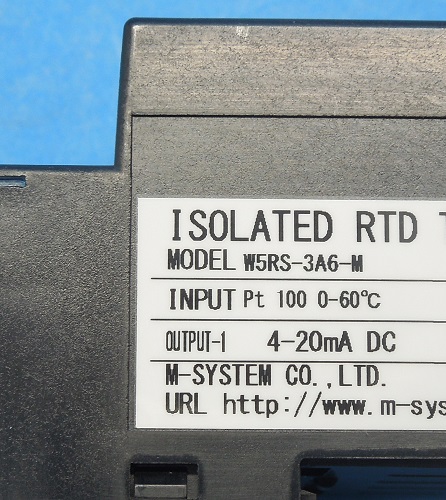 ISOLATED RTD
MODEL W5RS-3A6-M
INPUT Pt 100 0-60℃
OUTPUT-1 4-20mA DC
M-SYSTEM CO.,LTD.
URL http://www.m-sys